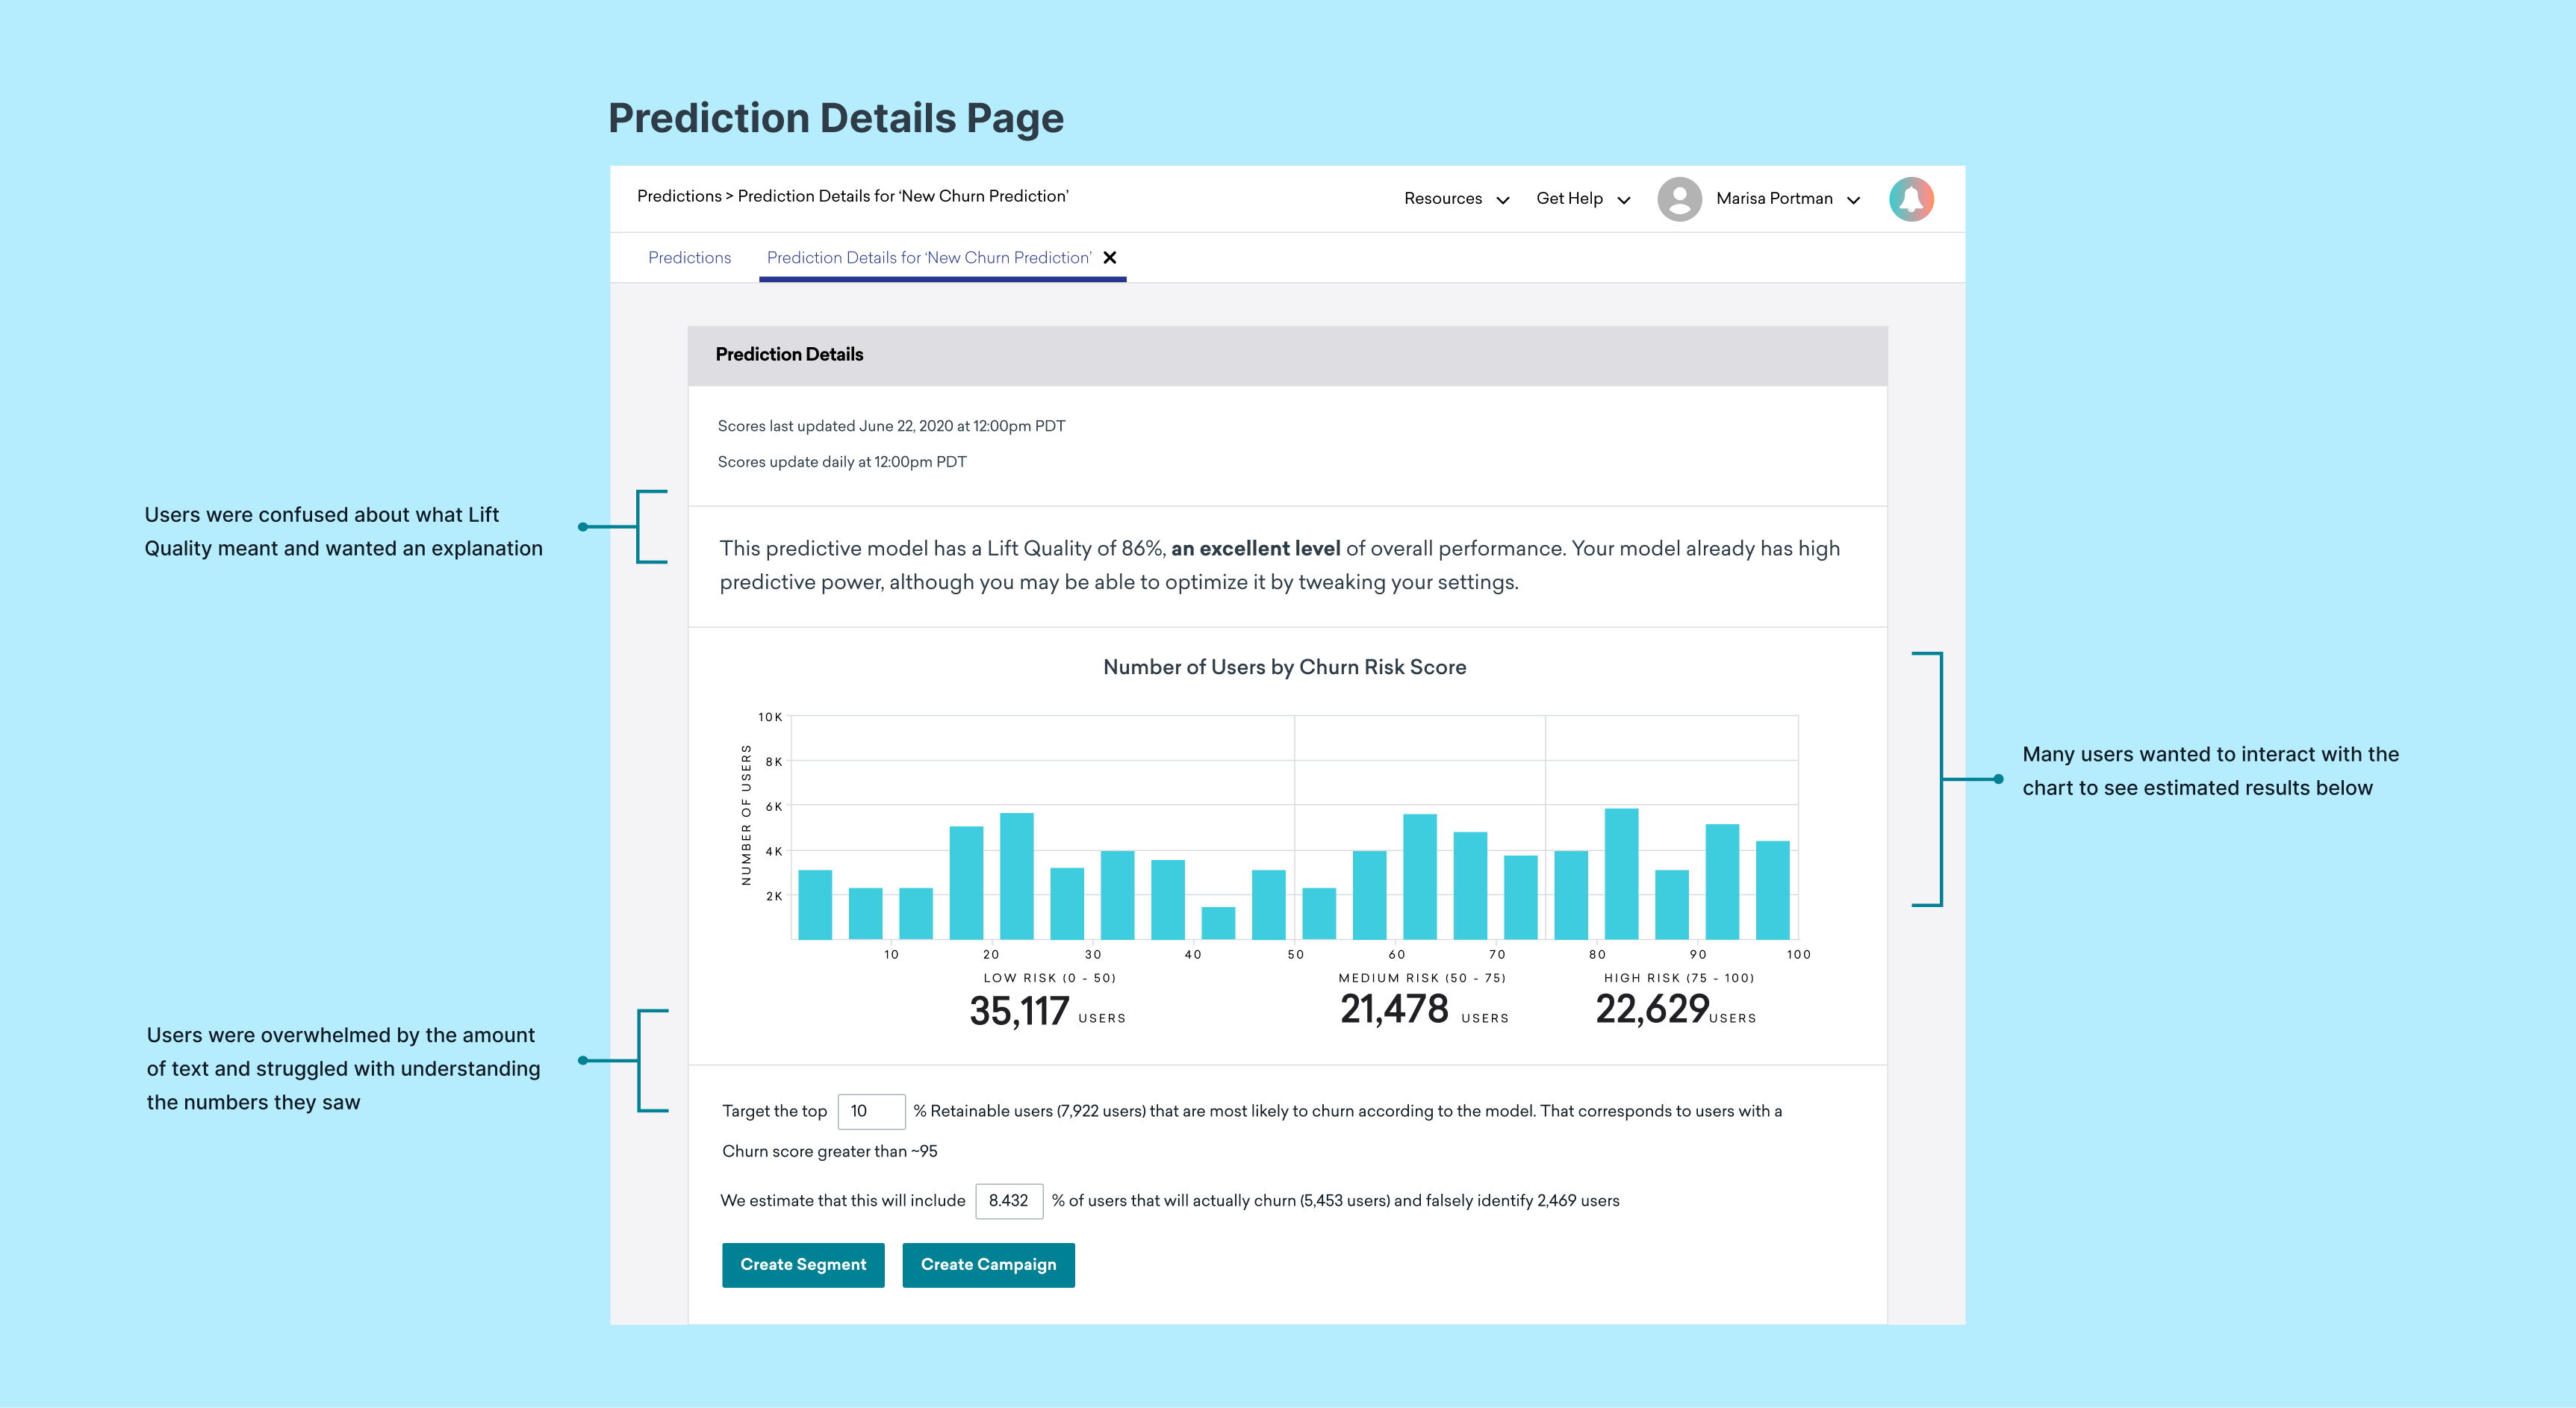 Prediction Details Page
Predictions > Prediction Details for ‘New Churn Prediction’
Resources
Get Help
Marisa Portman
Predictions
Prediction Details for ‘New Churn Prediction’
Prediction Details
Scores last updated June 22, 2020 at 12:00pm PDT
Scores update daily at 12:00pm PDT
Users were confused about what Lift
Quality meant and wanted an explanation
This predictive model has a Lift Quality of 86%, an excellent level of overall performance. Your model already has high
predictive power, although you may be able to optimize it by tweaking your settings.
Number of Users by Churn Risk Score
NUMBER OF USERS
10K
8K
6K
4K
2K
10 20 30 40 50 60 70 80 90 100
LOW RISK (0 - 50)
35,117 USERS
MEDIUM RISK (50 - 75)
21,478 USERS
HIGH RISK (75 - 100)
22,629 USERS
Many users wanted to interact with the
chart to see estimated results below
Users were overwhelmed by the amount
of text and struggled with understanding
the numbers they saw
Target the top 10 % Retainable users (7,922 users) that are most likely to churn according to the model. That corresponds to users with a
Churn score greater than ~95
We estimate that this will include 8.432 % of users that will actually churn (5,453 users) and falsely identify 2,469 users
Create Segment
Create Campaign